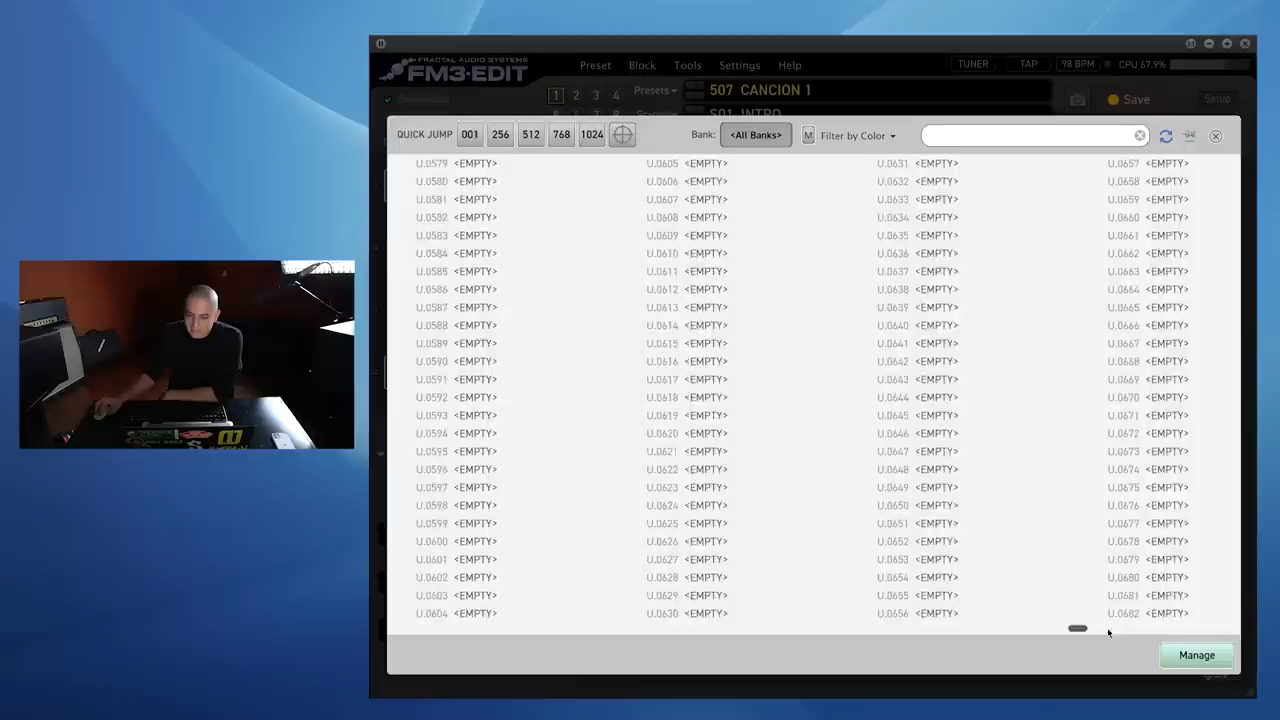 FRACTAL AUDIO SYSTEMS
FM3-EDIT
Preset Block Tools Settings Help
TUNER TAP 98 BPM CPU 67.9%
1 2 3 4
Presets
507 CANCION 1
Save
Setup
S01 INTRO
QUICK JUMP 001 256 512 768 1024
Bank: <All Banks> M Filter by Color
U.0579 <EMPTY> U.0605 <EMPTY> U.0631 <EMPTY> U.0657 <EMPTY>
U.0580 <EMPTY> U.0606 <EMPTY> U.0632 <EMPTY> U.0658 <EMPTY>
U.0581 <EMPTY> U.0607 <EMPTY> U.0633 <EMPTY> U.0659 <EMPTY>
U.0582 <EMPTY> U.0608 <EMPTY> U.0634 <EMPTY> U.0660 <EMPTY>
U.0583 <EMPTY> U.0609 <EMPTY> U.0635 <EMPTY> U.0661 <EMPTY>
U.0584 <EMPTY> U.0610 <EMPTY> U.0636 <EMPTY> U.0662 <EMPTY>
U.0585 <EMPTY> U.0611 <EMPTY> U.0637 <EMPTY> U.0663 <EMPTY>
U.0586 <EMPTY> U.0612 <EMPTY> U.0638 <EMPTY> U.0664 <EMPTY>
U.0587 <EMPTY> U.0613 <EMPTY> U.0639 <EMPTY> U.0665 <EMPTY>
U.0588 <EMPTY> U.0614 <EMPTY> U.0640 <EMPTY> U.0666 <EMPTY>
U.0589 <EMPTY> U.0615 <EMPTY> U.0641 <EMPTY> U.0667 <EMPTY>
U.0590 <EMPTY> U.0616 <EMPTY> U.0642 <EMPTY> U.0668 <EMPTY>
U.0591 <EMPTY> U.0617 <EMPTY> U.0643 <EMPTY> U.0669 <EMPTY>
U.0592 <EMPTY> U.0618 <EMPTY> U.0644 <EMPTY> U.0670 <EMPTY>
U.0593 <EMPTY> U.0619 <EMPTY> U.0645 <EMPTY> U.0671 <EMPTY>
U.0594 <EMPTY> U.0620 <EMPTY> U.0646 <EMPTY> U.0672 <EMPTY>
U.0595 <EMPTY> U.0621 <EMPTY> U.0647 <EMPTY> U.0673 <EMPTY>
U.0596 <EMPTY> U.0622 <EMPTY> U.0648 <EMPTY> U.0674 <EMPTY>
U.0597 <EMPTY> U.0623 <EMPTY> U.0649 <EMPTY> U.0675 <EMPTY>
U.0598 <EMPTY> U.0624 <EMPTY> U.0650 <EMPTY> U.0676 <EMPTY>
U.0599 <EMPTY> U.0625 <EMPTY> U.0651 <EMPTY> U.0677 <EMPTY>
U.0600 <EMPTY> U.0626 <EMPTY> U.0652 <EMPTY> U.0678 <EMPTY>
U.0601 <EMPTY> U.0627 <EMPTY> U.0653 <EMPTY> U.0679 <EMPTY>
U.0602 <EMPTY> U.0628 <EMPTY> U.0654 <EMPTY> U.0680 <EMPTY>
U.0603 <EMPTY> U.0629 <EMPTY> U.0655 <EMPTY> U.0681 <EMPTY>
U.0604 <EMPTY> U.0630 <EMPTY> U.0656 <EMPTY> U.0682 <EMPTY>
Manage